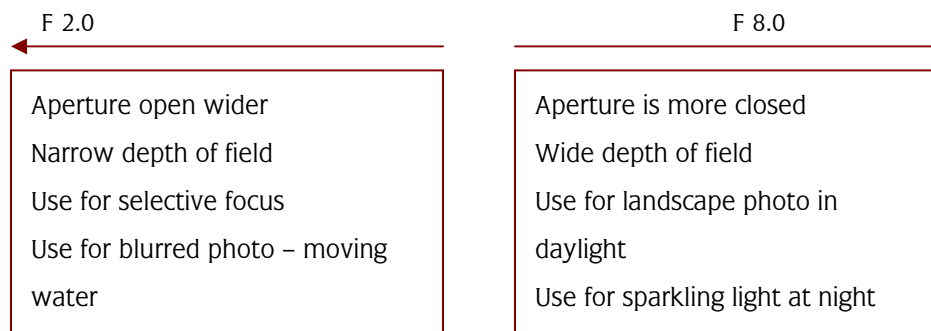 F 2.0
Aperture open wider
Narrow depth of field
Use for selective focus
Use for blurred photo – moving
water
F 8.0
Aperture is more closed
Wide depth of field
Use for landscape photo in
daylight
Use for sparkling light at night